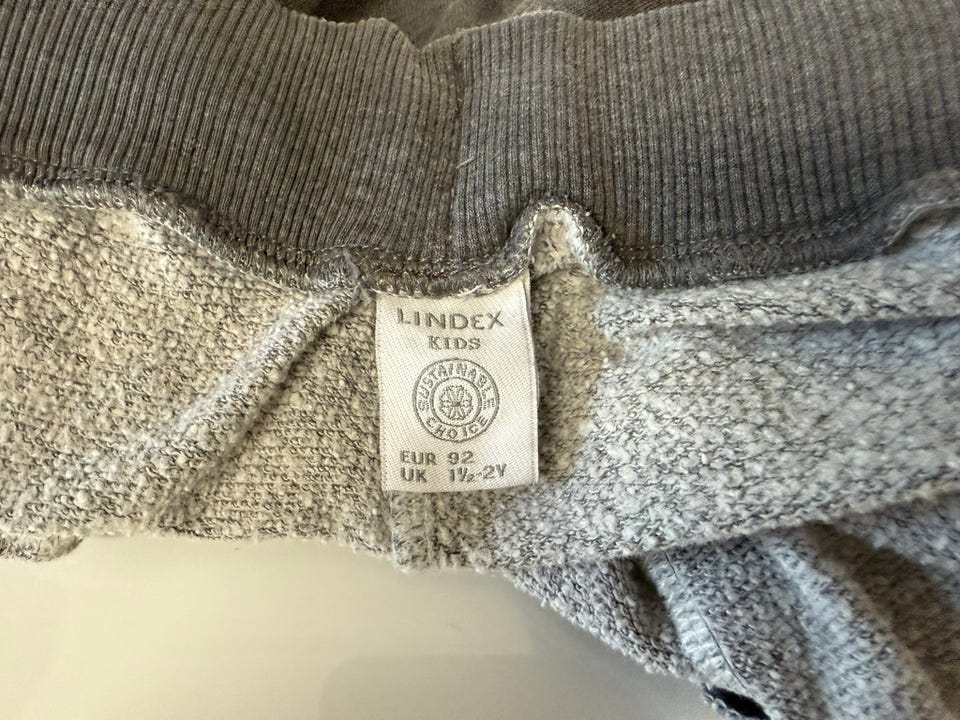 LINDEX
KIDS
SUSTAINABLE
CHOICE
EUR 92
UK 1½-2Y